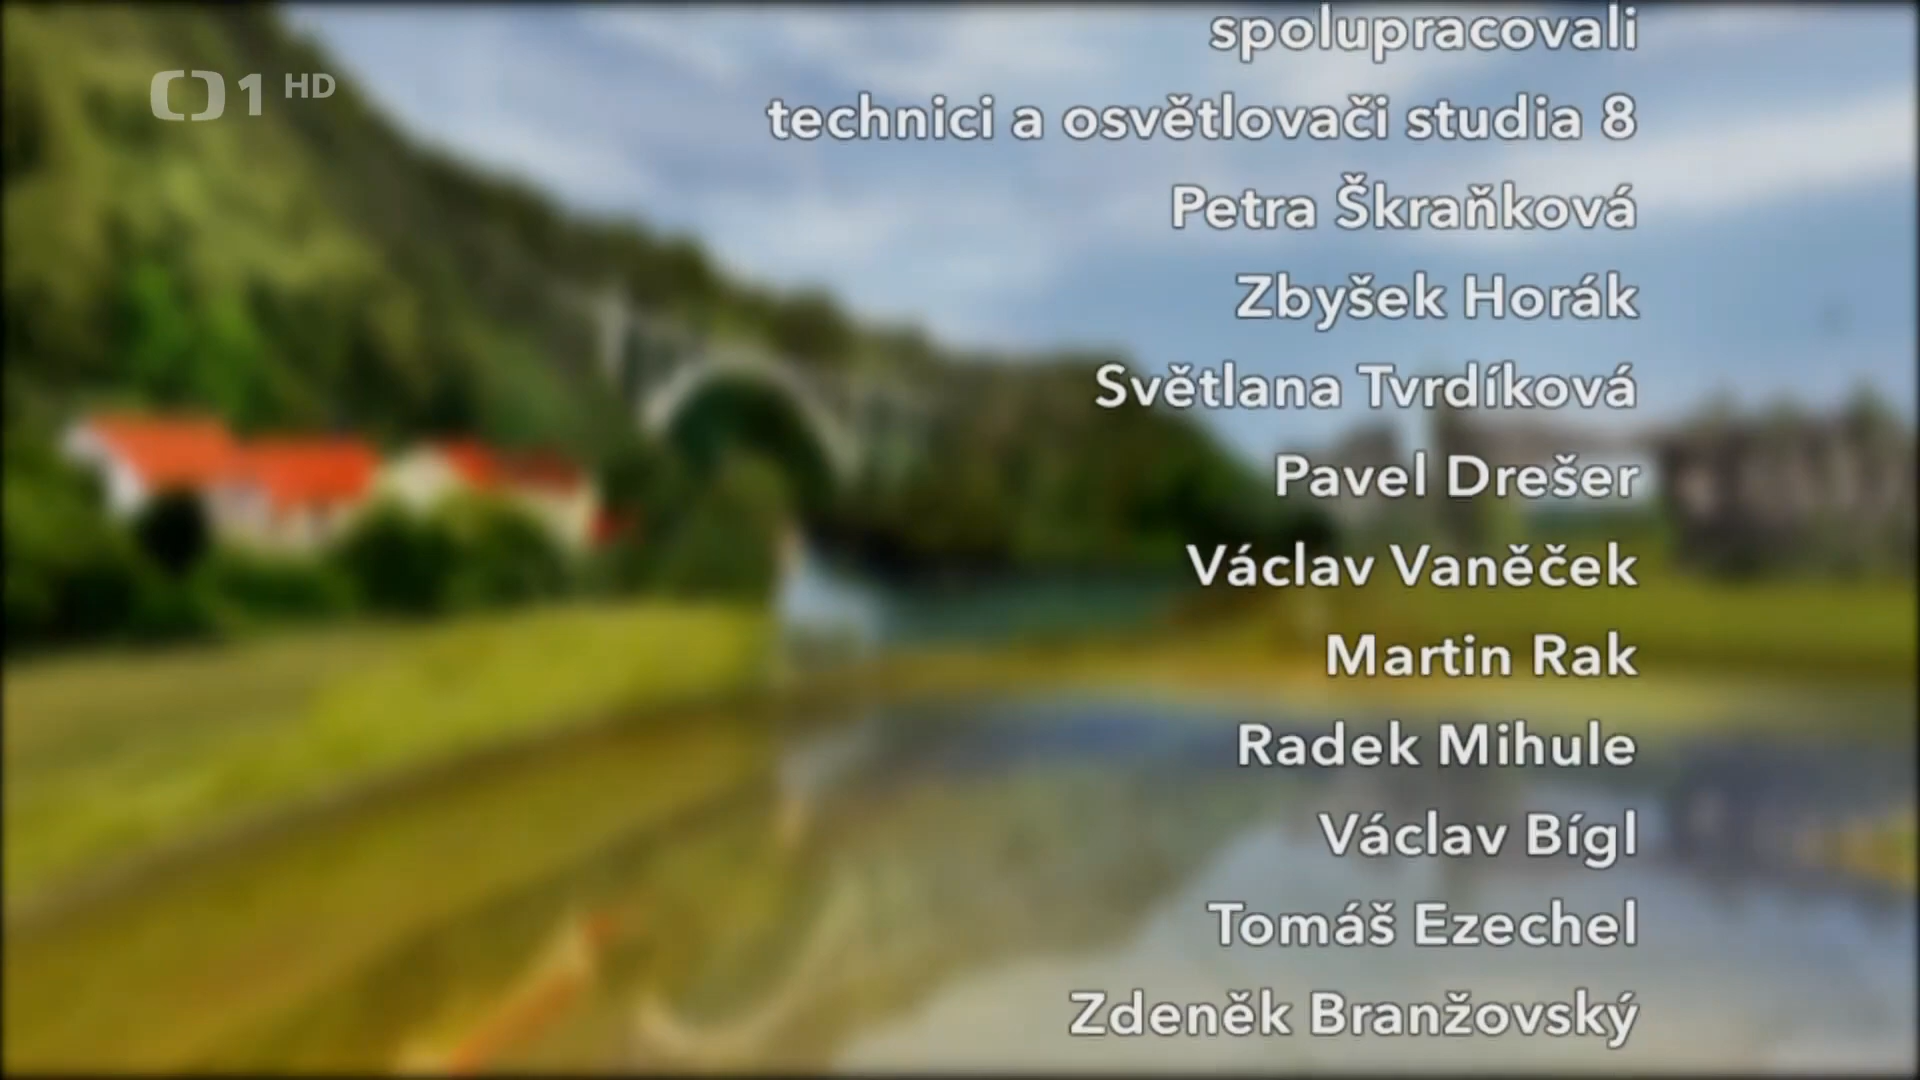 ČT1 HD
spolupracovali
technici a osvětlovači studia 8
Petra Škraňková
Zbyšek Horák
Světlana Tvrdíková
Pavel Drešer
Václav Vaněček
Martin Rak
Radek Mihule
Václav Bígl
Tomáš Ezechel
Zdeněk Branžovský